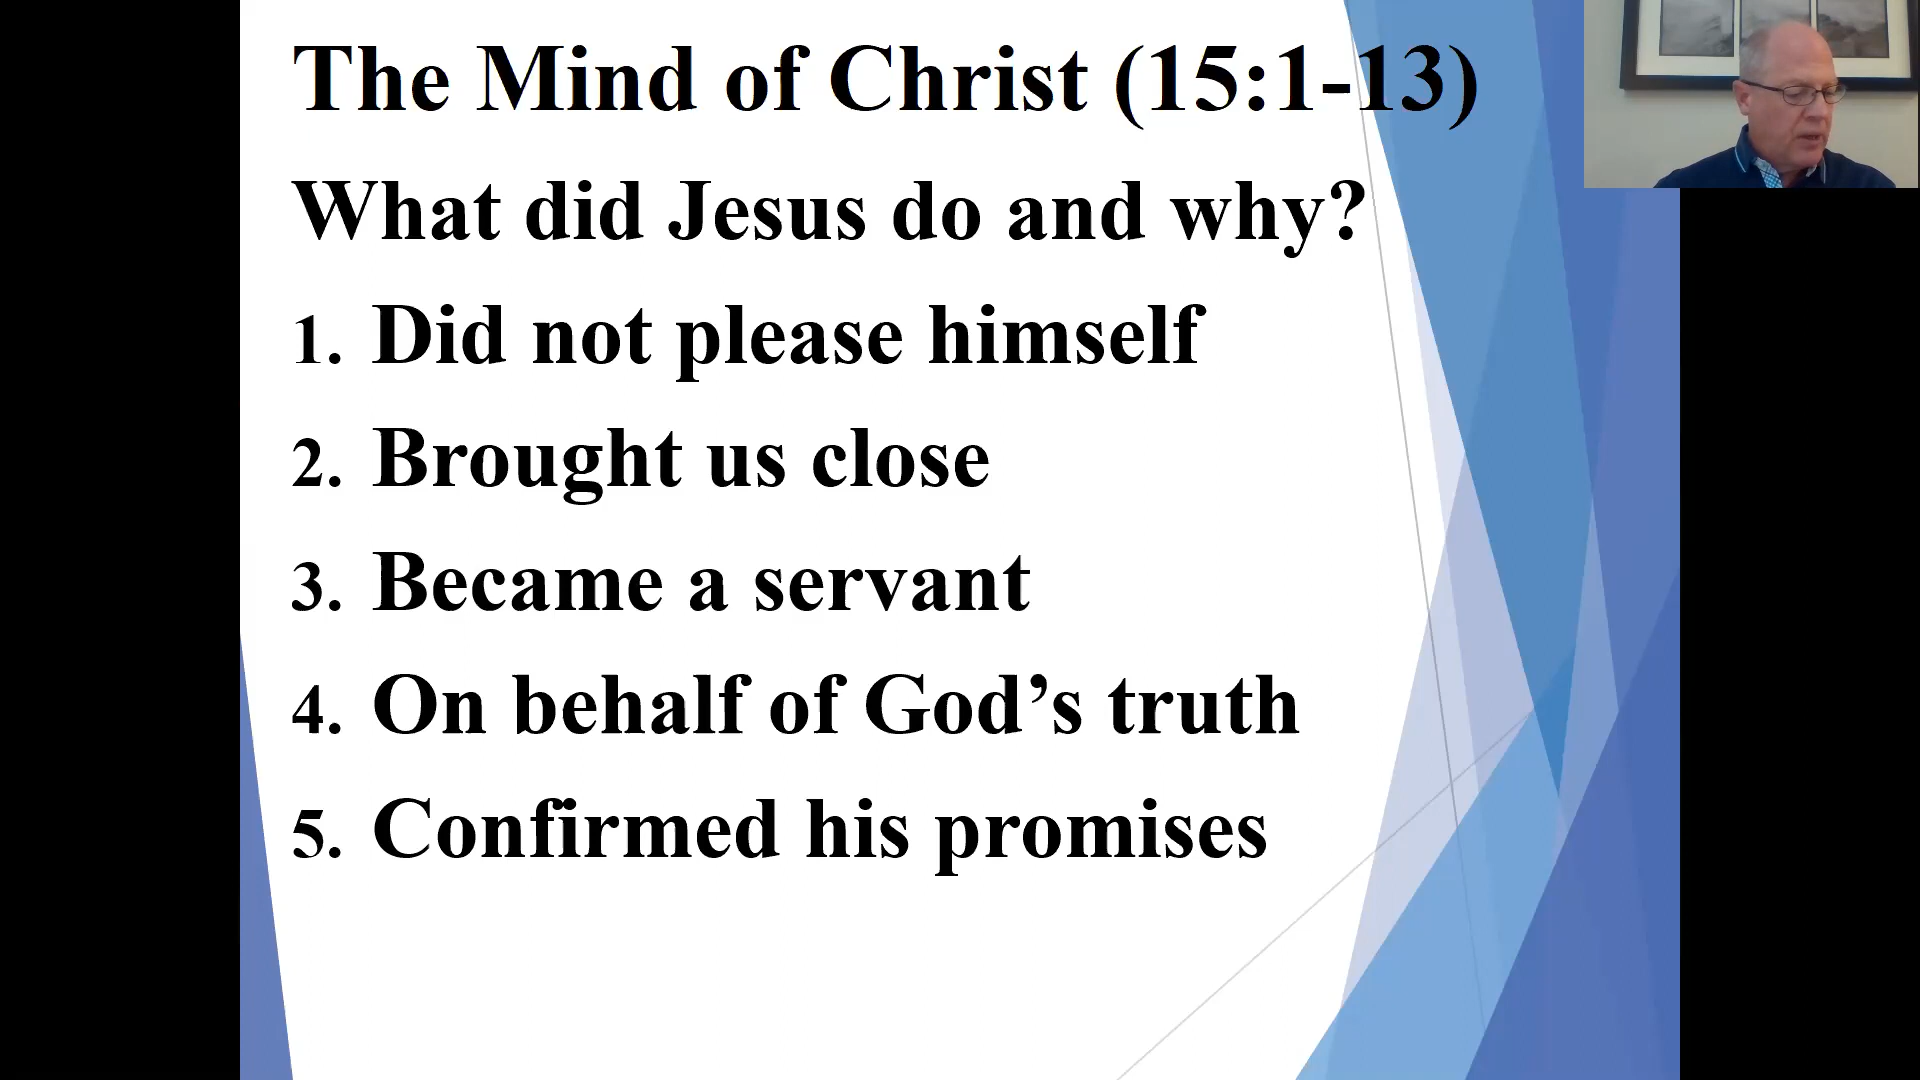 The Mind of Christ (15:1-13)
What did Jesus do and why?
1. Did not please himself
2. Brought us close
3. Became a servant
4. On behalf of God’s truth
5. Confirmed his promises